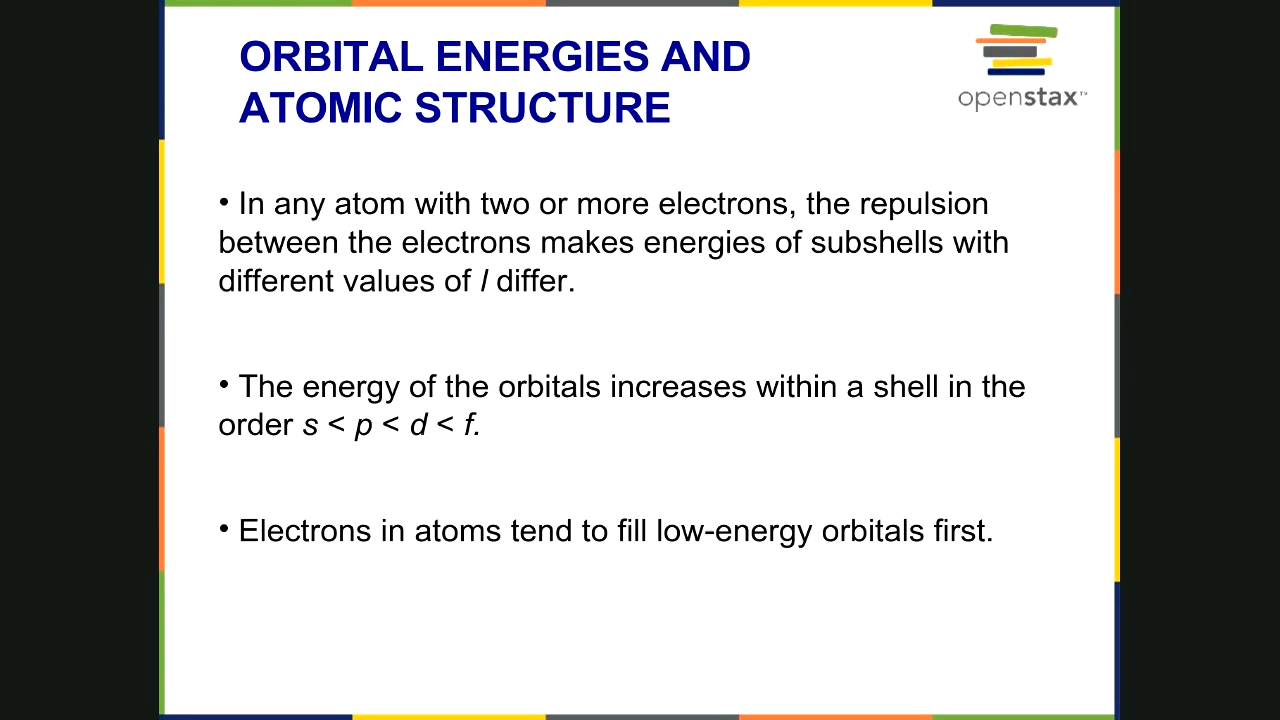 ORBITAL ENERGIES AND
ATOMIC STRUCTURE
openstax™
• In any atom with two or more electrons, the repulsion
between the electrons makes energies of subshells with
different values of l differ.
• The energy of the orbitals increases within a shell in the
order s < p < d < f.
• Electrons in atoms tend to fill low-energy orbitals first.